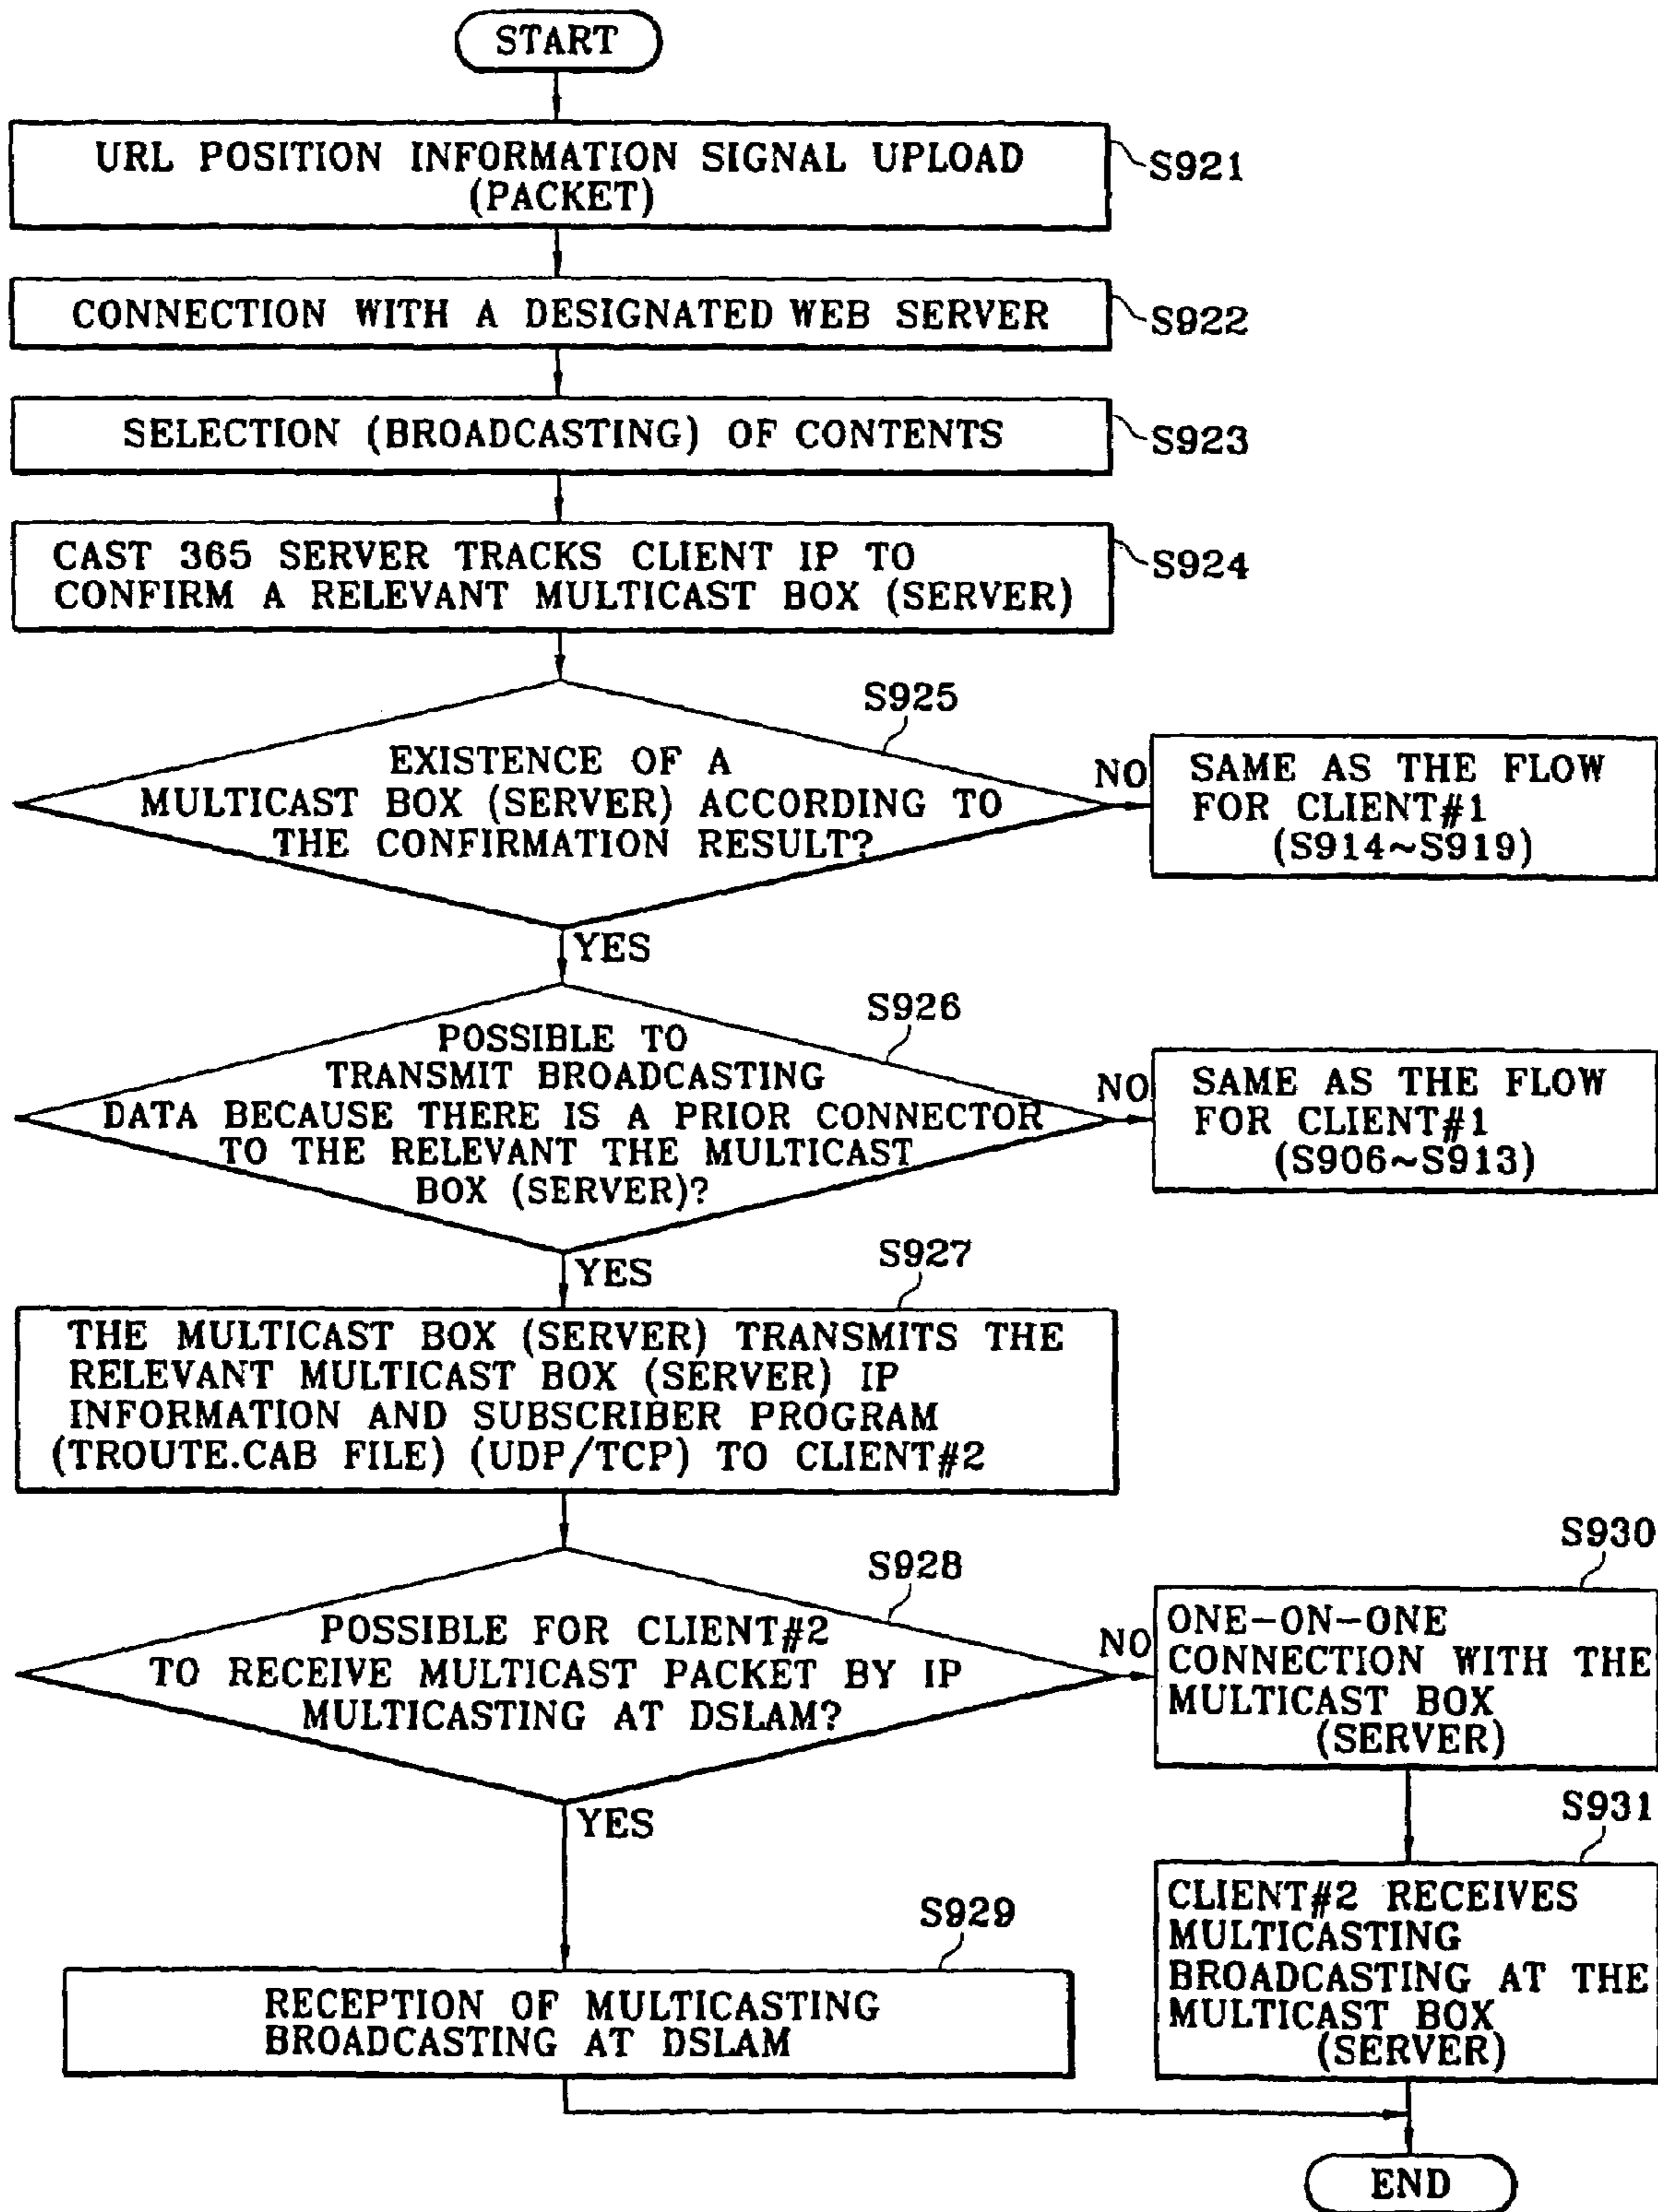 START
URL POSITION INFORMATION SIGNAL UPLOAD
(PACKET)
S921
CONNECTION WITH A DESIGNATED WEB SERVER
S922
SELECTION (BROADCASTING) OF CONTENTS
S923
CAST 365 SERVER TRACKS CLIENT IP TO
CONFIRM A RELEVANT MULTICAST BOX (SERVER)
S924
S925
EXISTENCE OF A
MULTICAST BOX (SERVER) ACCORDING TO
THE CONFIRMATION RESULT?
NO
SAME AS THE FLOW
FOR CLIENT#1
(S914~S919)
YES
S926
POSSIBLE TO
TRANSMIT BROADCASTING
DATA BECAUSE THERE IS A PRIOR CONNECTOR
TO THE RELEVANT THE MULTICAST
BOX (SERVER)?
NO
SAME AS THE FLOW
FOR CLIENT#1
(S906~S913)
YES
S927
THE MULTICAST BOX (SERVER) TRANSMITS THE
RELEVANT MULTICAST BOX (SERVER) IP
INFORMATION AND SUBSCRIBER PROGRAM
(TROUTE.CAB FILE) (UDP/TCP) TO CLIENT#2
S928
POSSIBLE FOR CLIENT#2
TO RECEIVE MULTICAST PACKET BY IP
MULTICASTING AT DSLAM?
NO
S930
ONE-ON-ONE
CONNECTION WITH THE
MULTICAST BOX
(SERVER)
YES
S931
CLIENT#2 RECEIVES
MULTICASTING
BROADCASTING AT THE
MULTICAST BOX
(SERVER)
S929
RECEPTION OF MULTICASTING
BROADCASTING AT DSLAM
END